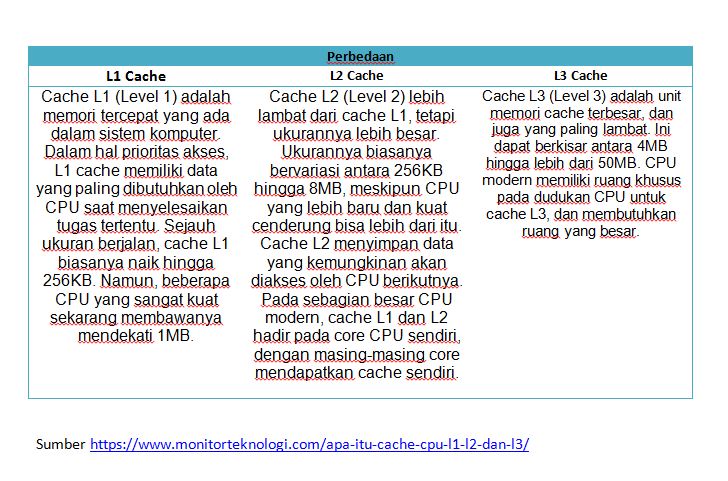 Perbedaan
L1 Cache
Cache L1 (Level 1) adalah
memori tercepat yang ada
dalam sistem komputer.
Dalam hal prioritas akses,
L1 cache memiliki data
yang paling dibutuhkan oleh
CPU saat menyelesaikan
tugas tertentu. Sejauh
ukuran berjalan, cache L1
biasanya naik hingga
256KB. Namun, beberapa
CPU yang sangat kuat
sekarang membawanya
mendekati 1MB.
L2 Cache
Cache L2 (Level 2) lebih
lambat dari cache L1, tetapi
ukurannya lebih besar.
Ukurannya biasanya
bervariasi antara 256KB
hingga 8MB, meskipun CPU
yang lebih baru dan kuat
cenderung bisa lebih dari itu.
Cache L2 menyimpan data
yang kemungkinan akan
diakses oleh CPU berikutnya.
Pada sebagian besar CPU
modern, cache L1 dan L2
hadir pada core CPU sendiri,
dengan masing-masing core
mendapatkan cache sendiri.
L3 Cache
Cache L3 (Level 3) adalah unit
memori cache terbesar, dan
juga yang paling lambat. Ini
dapat berkisar antara 4MB
hingga lebih dari 50MB. CPU
modern memiliki ruang khusus
pada dudukan CPU untuk
cache L3, dan membutuhkan
ruang yang besar.
Sumber https://www.monitorteknologi.com/apa-itu-cache-cpu-l1-l2-dan-l3/